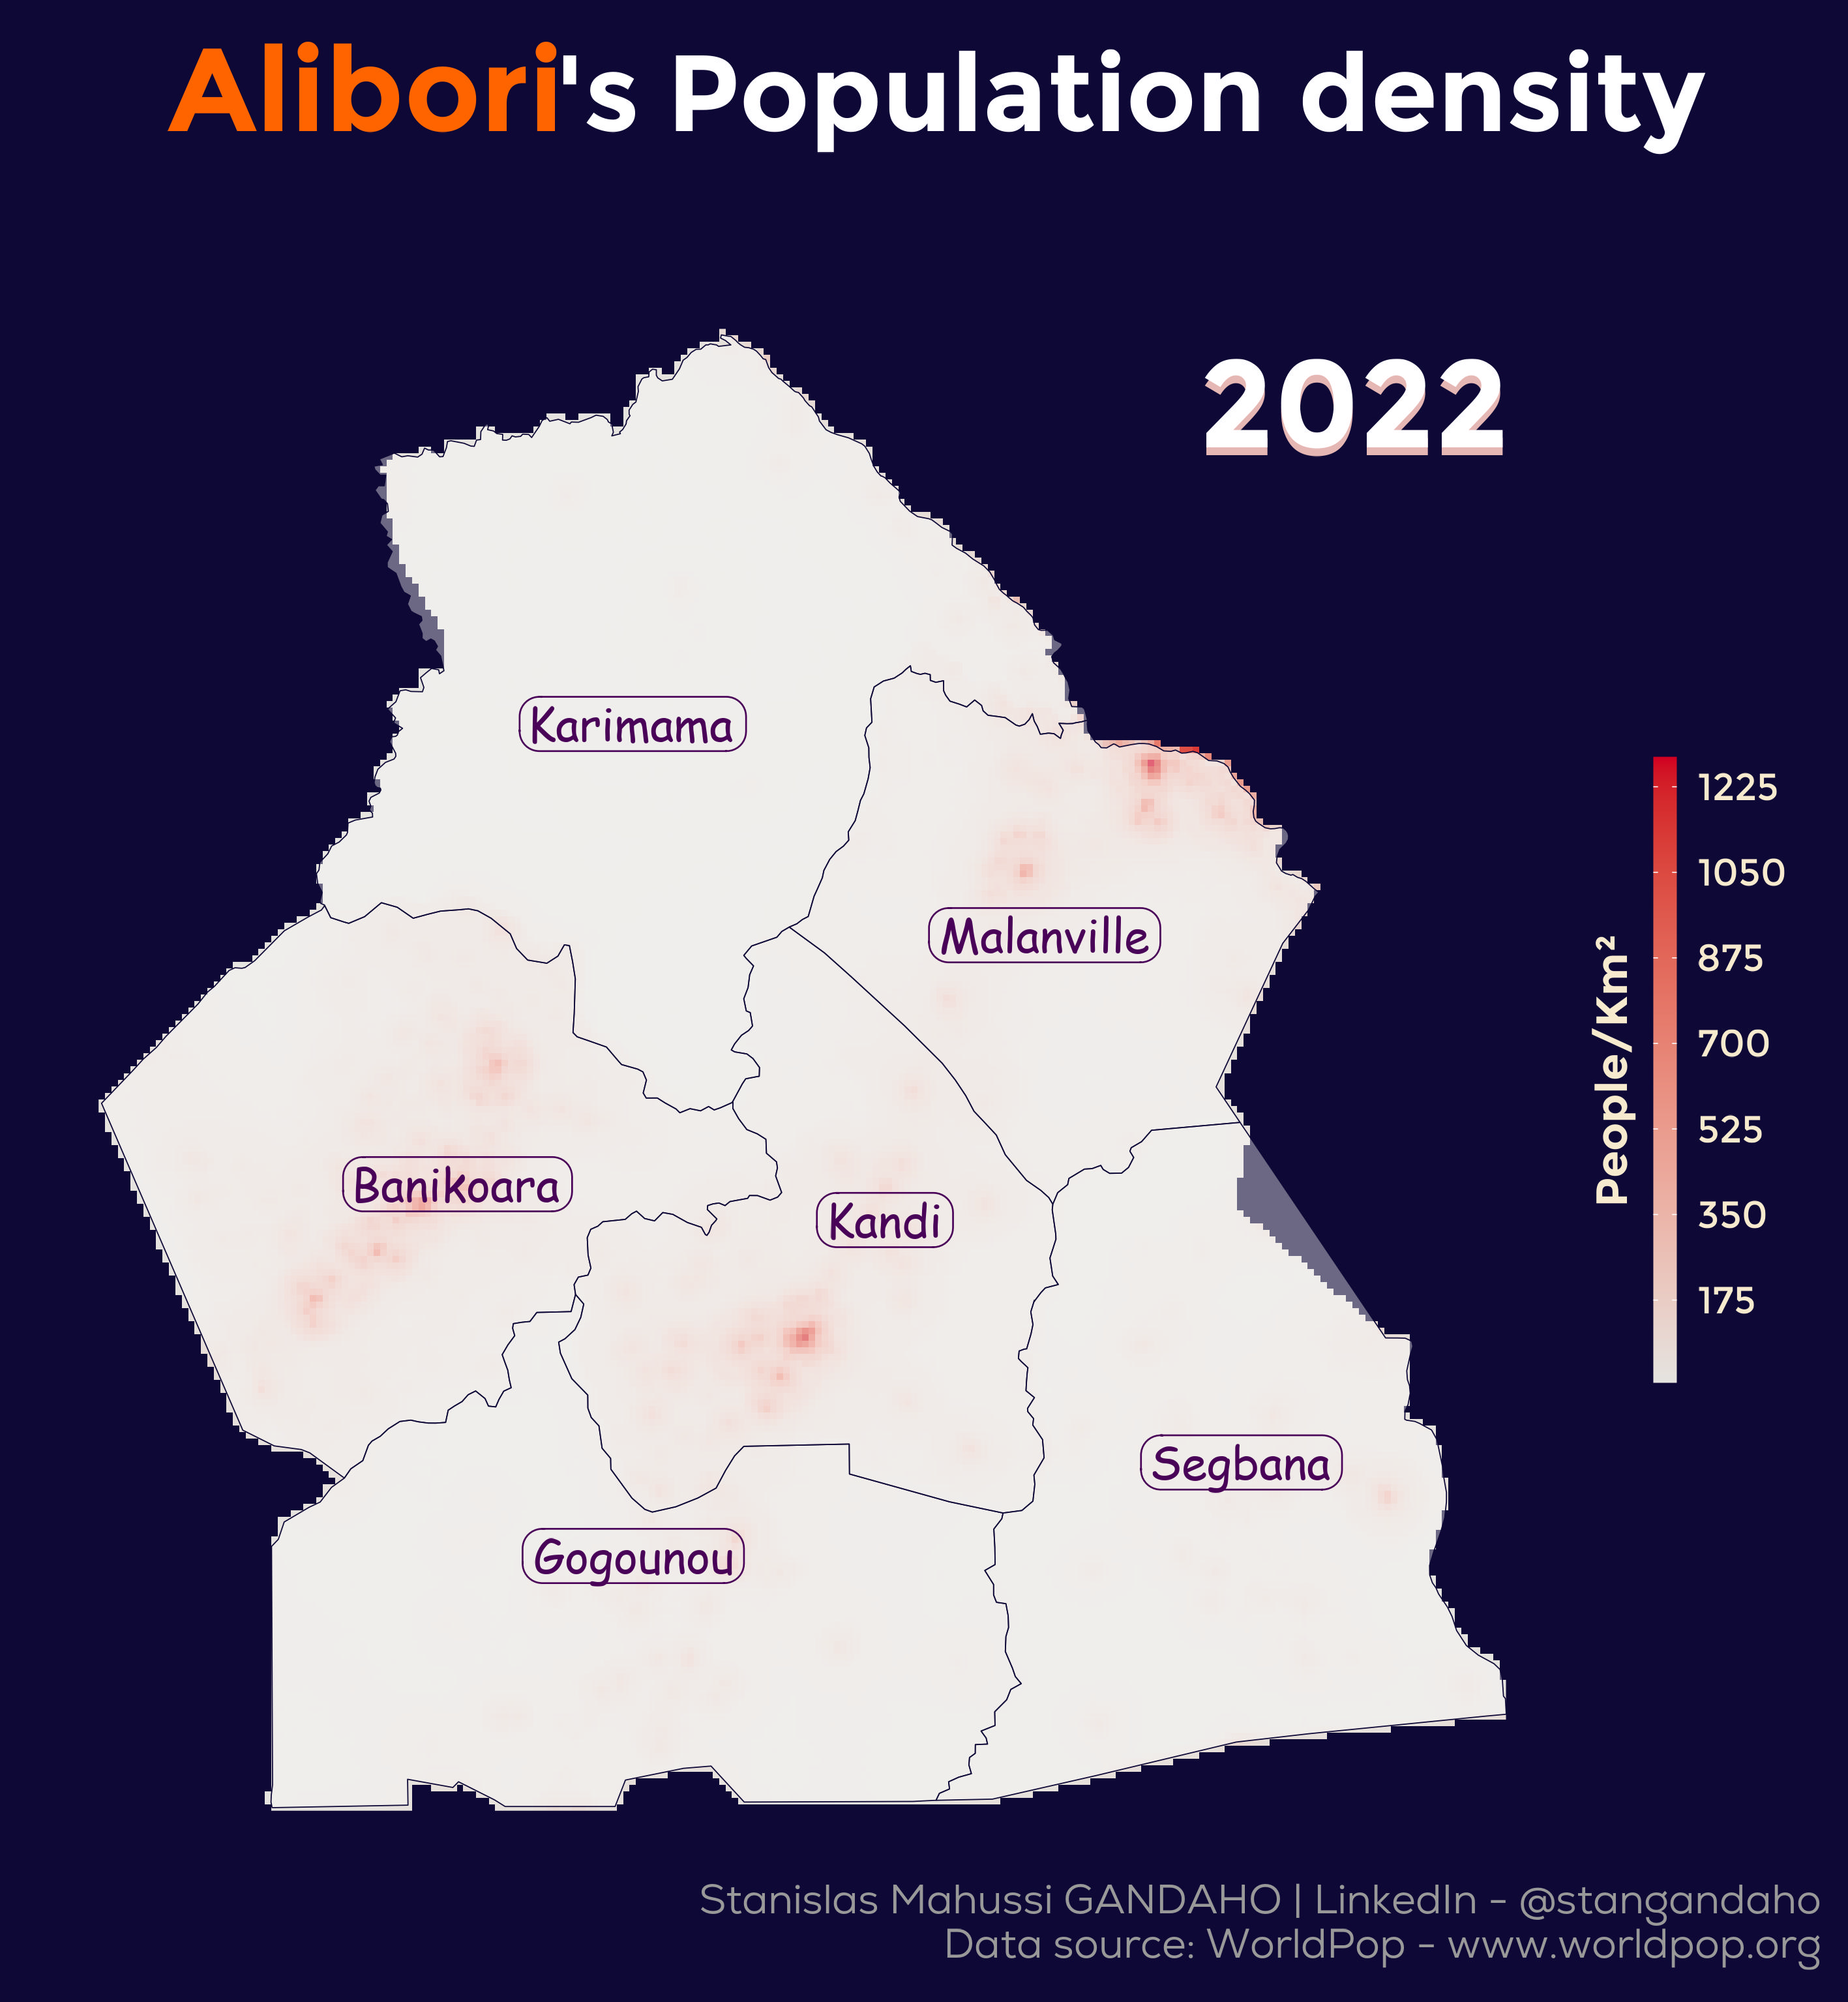 Alibori's Population density
2022
Karimama
Malanville
Banikoara
Kandi
Segbana
Gogounou
People/Km²
1225
1050
875
700
525
350
175
Stanislas Mahussi GANDAHO | LinkedIn - @stangandaho
Data source: WorldPop - www.worldpop.org